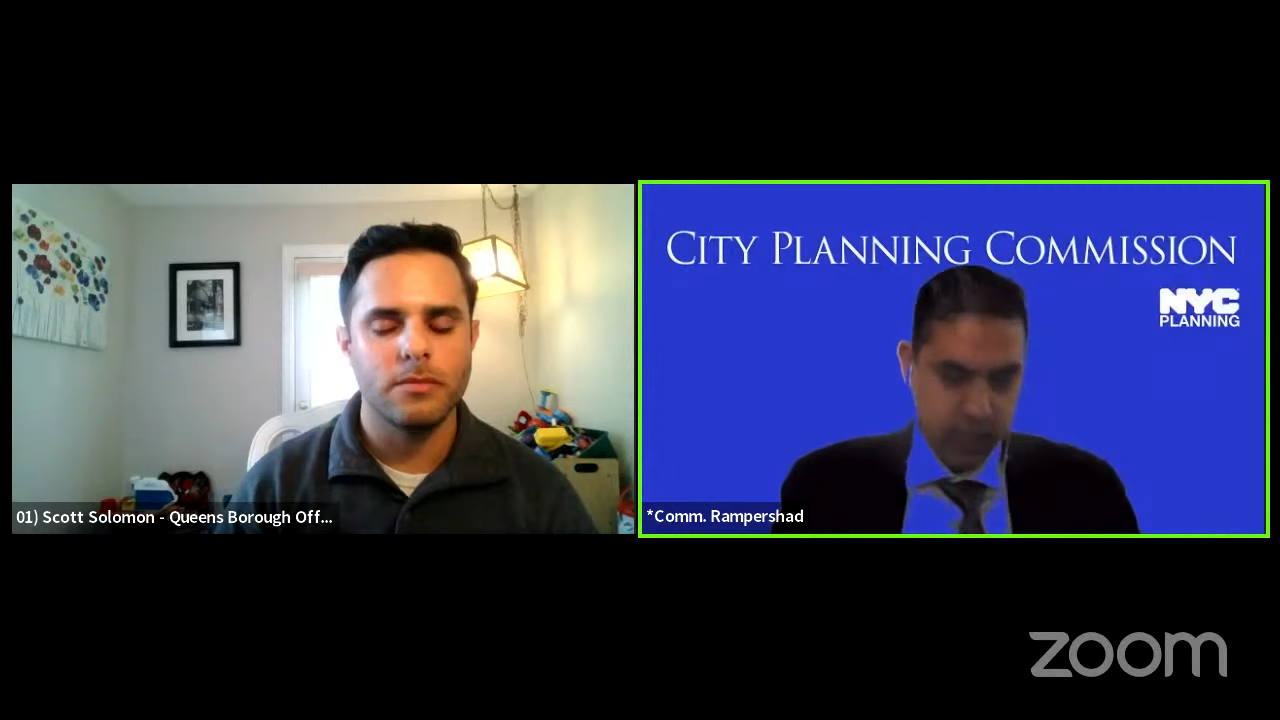 CITY PLANNING COMMISSION
NYC
PLANNING
01) Scott Solomon - Queens Borough Off...
*Comm. Rampershad
zoom